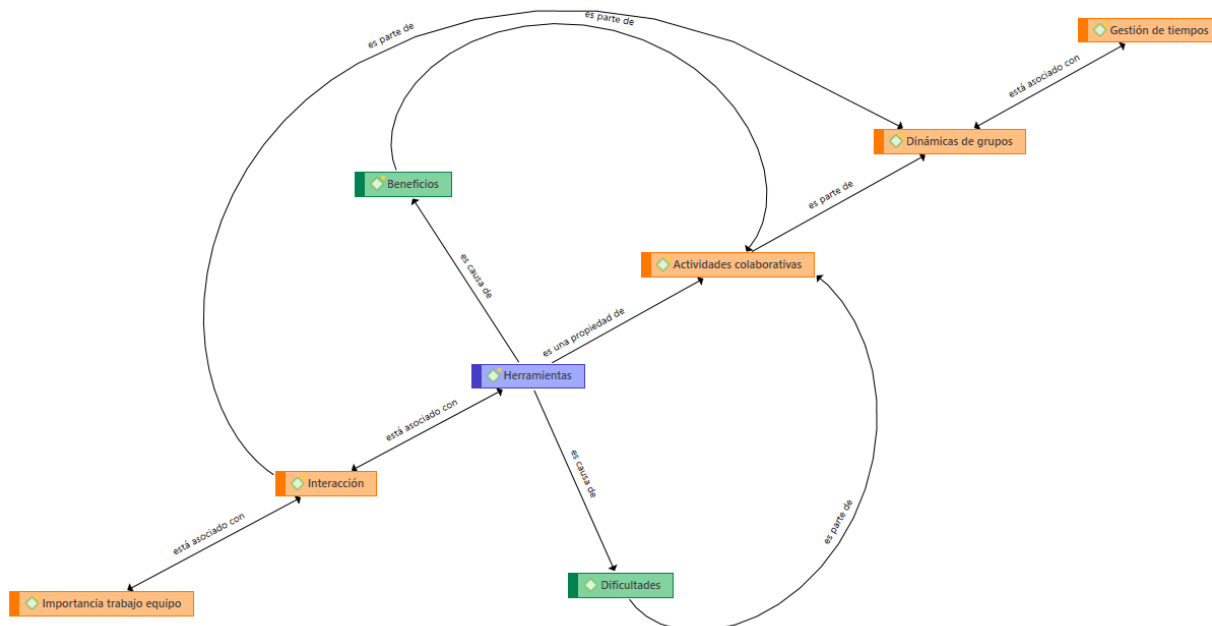 es parte de
es parte de
Gestión de tiempos
está asociado con
Dinámicas de grupos
Beneficios
es parte de
es causa de
Actividades colaborativas
es una propiedad de
Herramientas
está asociado con
es causa de
Interacción
es parte de
está asociado con
Dificultades
Importancia trabajo equipo